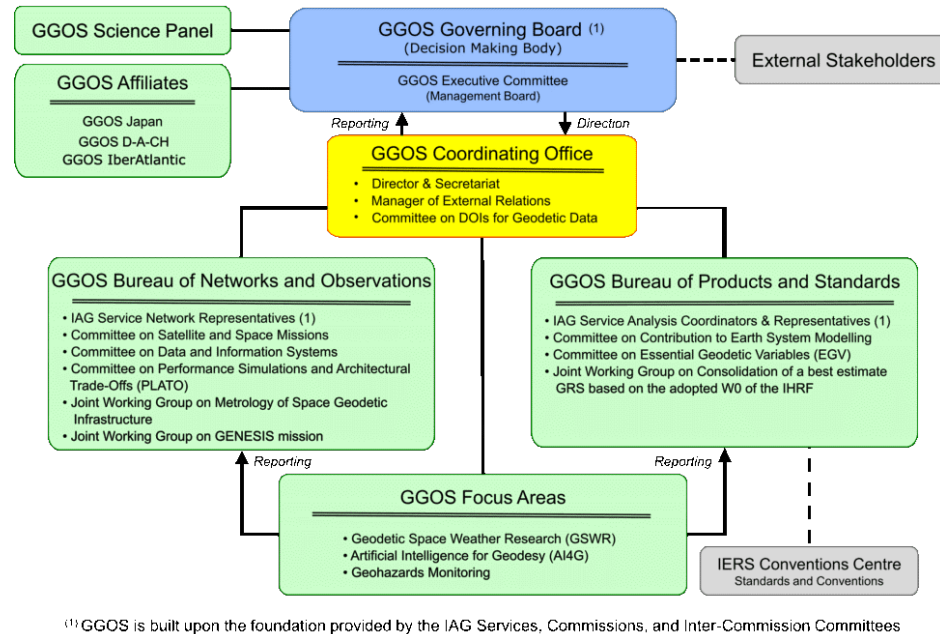 GGOS Science Panel
GGOS Governing Board (1)
(Decision Making Body)
GGOS Executive Committee
(Management Board)
External Stakeholders
GGOS Affiliates
GGOS Japan
GGOS D-A-CH
GGOS IberAtlantic
Reporting
Direction
GGOS Coordinating Office
• Director & Secretariat
• Manager of External Relations
• Committee on DOIs for Geodetic Data
GGOS Bureau of Networks and Observations
• IAG Service Network Representatives (1)
• Committee on Satellite and Space Missions
• Committee on Data and Information Systems
• Committee on Performance Simulations and Architectural
Trade-Offs (PLATO)
• Joint Working Group on Metrology of Space Geodetic
Infrastructure
• Joint Working Group on GENESIS mission
GGOS Bureau of Products and Standards
• IAG Service Analysis Coordinators & Representatives (1)
• Committee on Contribution to Earth System Modelling
• Committee on Essential Geodetic Variables (EGV)
• Joint Working Group on Consolidation of a best estimate
GRS based on the adopted W0 of the IHRF
Reporting
Reporting
GGOS Focus Areas
• Geodetic Space Weather Research (GSWR)
• Artificial Intelligence for Geodesy (AI4G)
• Geohazards Monitoring
IERS Conventions Centre
Standards and Conventions
(1) GGOS is built upon the foundation provided by the IAG Services, Commissions, and Inter-Commission Committees